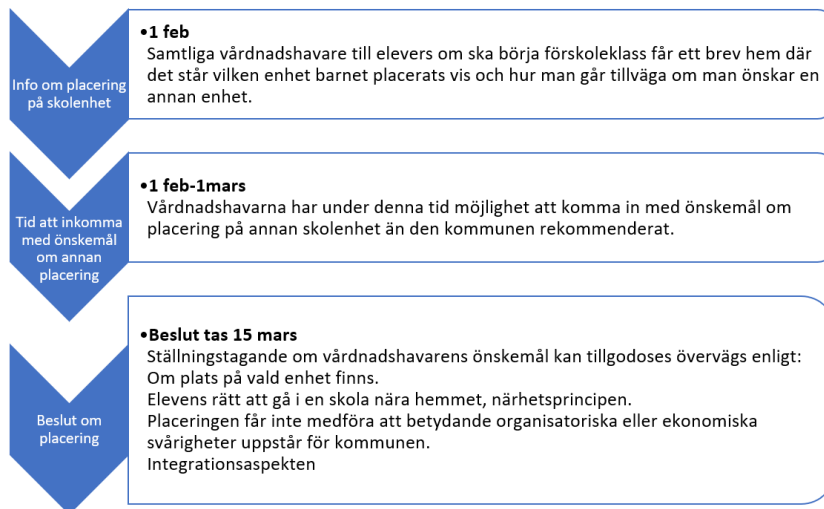 Info om placering
på skolenhet
•1 feb
Samtliga vårdnadshavare till elevers om ska börja förskoleklass får ett brev hem där
det står vilken enhet barnet placerats vis och hur man går tillväga om man önskar en
annan enhet.
Tid att inkomma
med önskemål
om annan
placering
•1 feb-1mars
Vårdnadshavarna har under denna tid möjlighet att komma in med önskemål om
placering på annan skolenhet än den kommunen rekommenderat.
Beslut om
placering
•Beslut tas 15 mars
Ställningstagande om vårdnadshavarens önskemål kan tillgodoses övervägs enligt:
Om plats på vald enhet finns.
Elevens rätt att gå i en skola nära hemmet, närhetsprincipen.
Placeringen får inte medföra att betydande organisatoriska eller ekonomiska
svårigheter uppstår för kommunen.
Integrationsaspekten